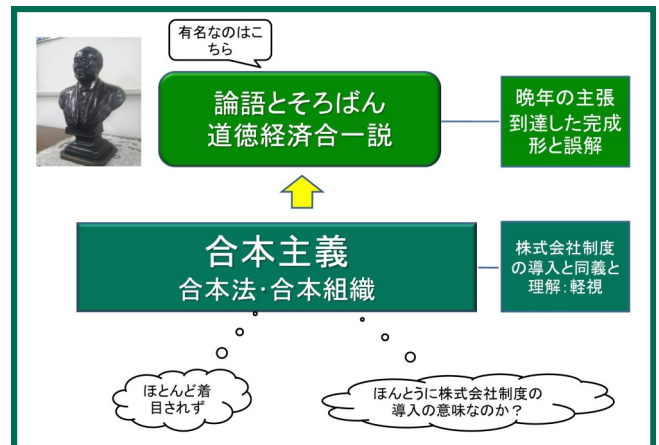 有名なのはこ
ちら
論語とそろばん
道徳経済合一説
晩年の主張
到達した完成
形と誤解
合本主義
合本法・合本組織
株式会社制度
の導入と同義と
理解：軽視
ほとんど着
目されず
ほんとうに株式会社制度の
導入の意味なのか？